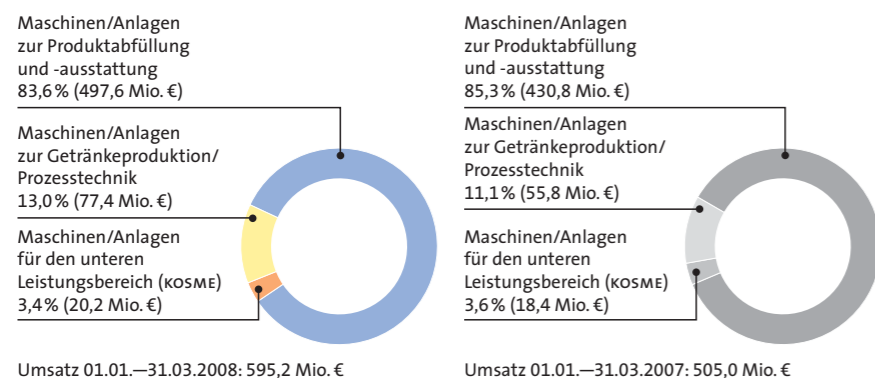 Maschinen/Anlagen
zur Produktabfüllung
und -ausstattung
83,6 % (497,6 Mio. €)
Maschinen/Anlagen
zur Getränkeproduktion/
Prozesstechnik
13,0 % (77,4 Mio. €)
Maschinen/Anlagen
für den unteren
Leistungsbereich (KOSME)
3,4 % (20,2 Mio. €)
Umsatz 01.01.—31.03.2008: 595,2 Mio. €
Maschinen/Anlagen
zur Produktabfüllung
und -ausstattung
85,3 % (430,8 Mio. €)
Maschinen/Anlagen
zur Getränkeproduktion/
Prozesstechnik
11,1 % (55,8 Mio. €)
Maschinen/Anlagen
für den unteren
Leistungsbereich (KOSME)
3,6 % (18,4 Mio. €)
Umsatz 01.01.—31.03.2007: 505,0 Mio. €